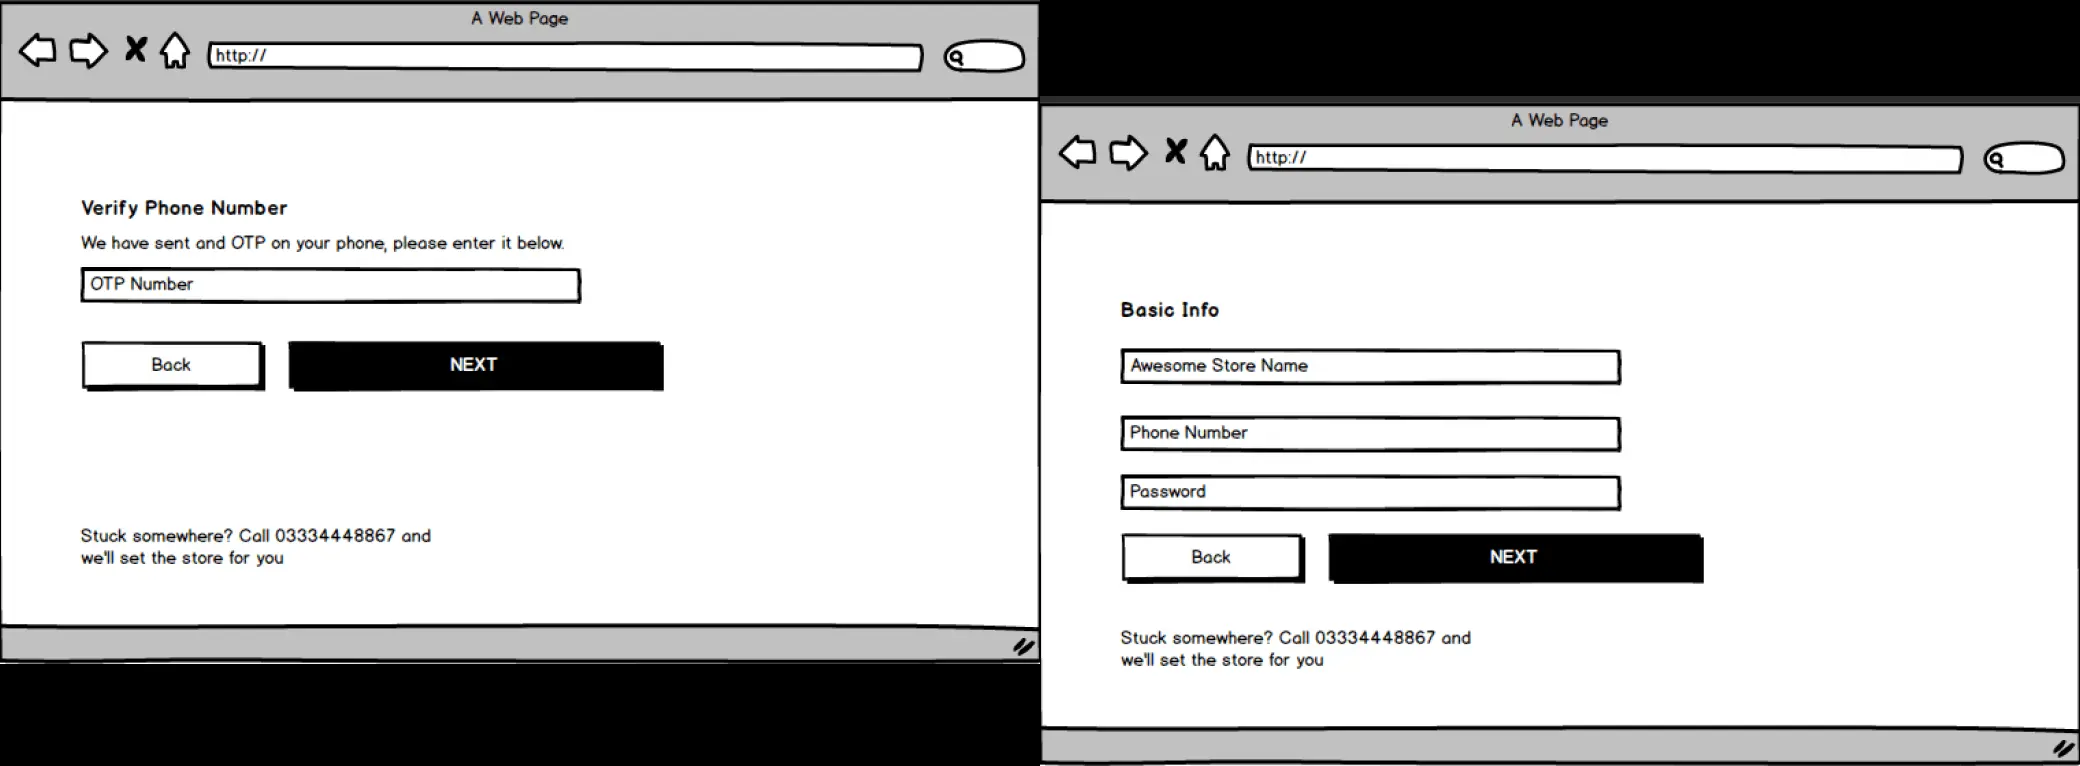 A Web Page
http://
Verify Phone Number
We have sent and OTP on your phone, please enter it below.
OTP Number
Back
NEXT
Stuck somewhere? Call 03334448867 and
we'll set the store for you
A Web Page
http://
Basic Info
Awesome Store Name
Phone Number
Password
Back
NEXT
Stuck somewhere? Call 03334448867 and
we'll set the store for you